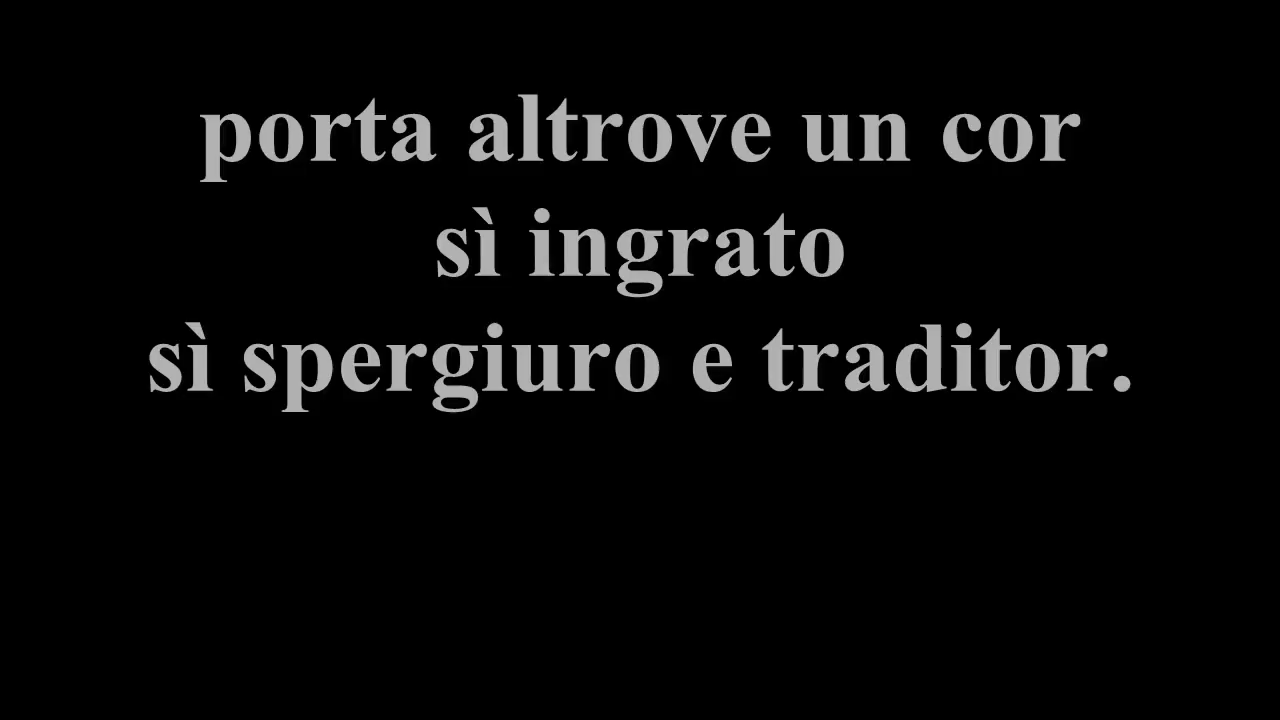 porta altrove un cor
sì ingrato
sì spergiuro e traditor.